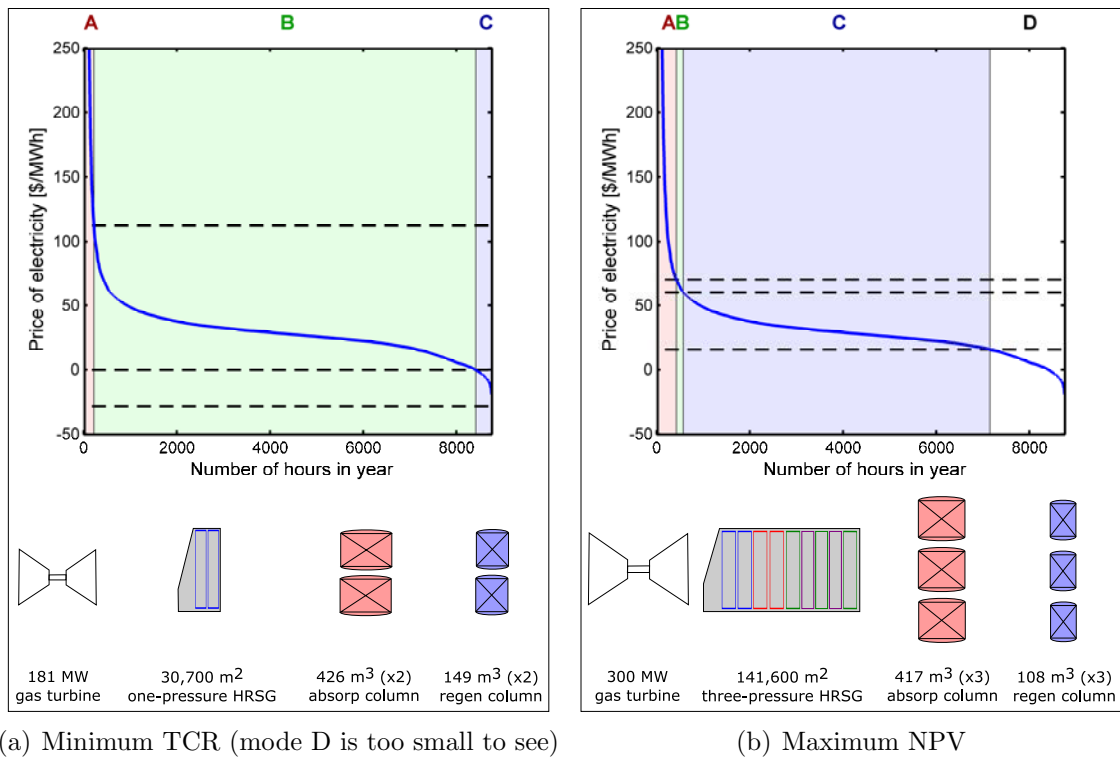 A B C
250
200
150
100
50
0
-50
Price of electricity [$/MWh]
0 2000 4000 6000 8000
Number of hours in year
181 MW
gas turbine
30,700 m²
one-pressure HRSG
426 m³ (x2)
absorp column
149 m³ (x2)
regen column
(a) Minimum TCR (mode D is too small to see)
A B C D
250
200
150
100
50
0
-50
Price of electricity [$/MWh]
0 2000 4000 6000 8000
Number of hours in year
300 MW
gas turbine
141,600 m²
three-pressure HRSG
417 m³ (x3)
absorp column
108 m³ (x3)
regen column
(b) Maximum NPV